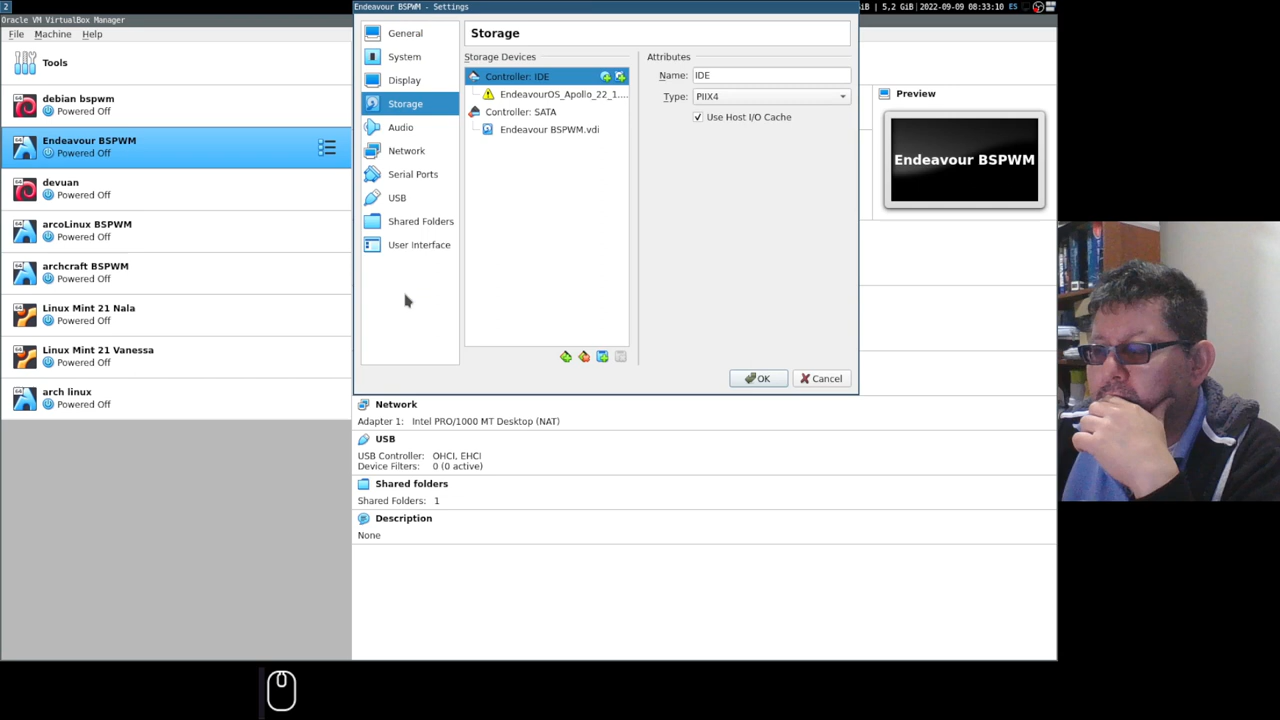 2
Endeavour BSPWM - Settings
iB | 5,2 GiB | 2022-09-09 08:33:10 ES
Oracle VM VirtualBox Manager
File Machine Help
Tools
debian bspwm
Powered Off
Endeavour BSPWM
Powered Off
devuan
Powered Off
arcoLinux BSPWM
Powered Off
archcraft BSPWM
Powered Off
Linux Mint 21 Nala
Powered Off
Linux Mint 21 Vanessa
Powered Off
arch linux
Powered Off
General
System
Display
Storage
Audio
Network
Serial Ports
USB
Shared Folders
User Interface
Storage
Storage Devices
Controller: IDE
EndeavourOS_Apollo_22_1....
Controller: SATA
Endeavour BSPWM.vdi
Attributes
Name: IDE
Type: PIIX4
Use Host I/O Cache
OK
Cancel
Preview
Endeavour BSPWM
Network
Adapter 1: Intel PRO/1000 MT Desktop (NAT)
USB
USB Controller: OHCI, EHCI
Device Filters: 0 (0 active)
Shared folders
Shared Folders: 1
Description
None